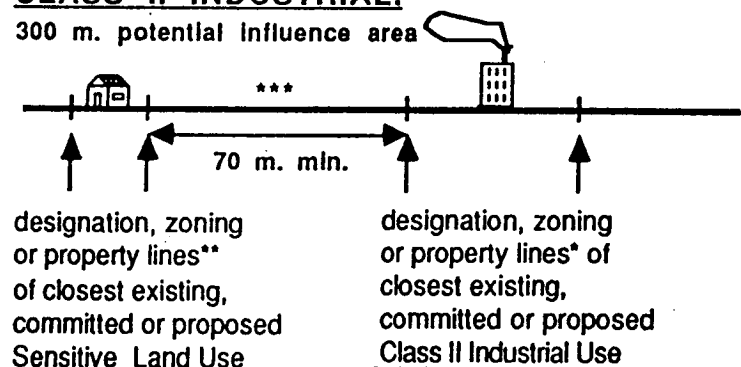 CLASS II INDUSTRIAL:
300 m. potential influence area
***
70 m. min.
designation, zoning
or property lines**
of closest existing,
committed or proposed
Sensitive Land Use
designation, zoning
or property lines* of
closest existing,
committed or proposed
Class II Industrial Use